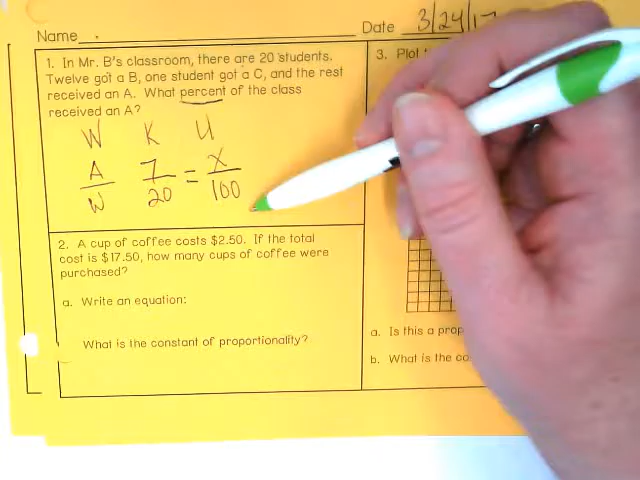 Name
Date 3/24/17
1. In Mr. B's classroom, there are 20 students.
Twelve got a B, one student got a C, and the rest
received an A. What percent of the class
received an A?
W K U
A/W 7/20 = x/100
2. A cup of coffee costs $2.50. If the total
cost is $17.50, how many cups of coffee were
purchased?
a. Write an equation:
What is the constant of proportionality?
3. Plot
a. Is this a prop
b. What is the co